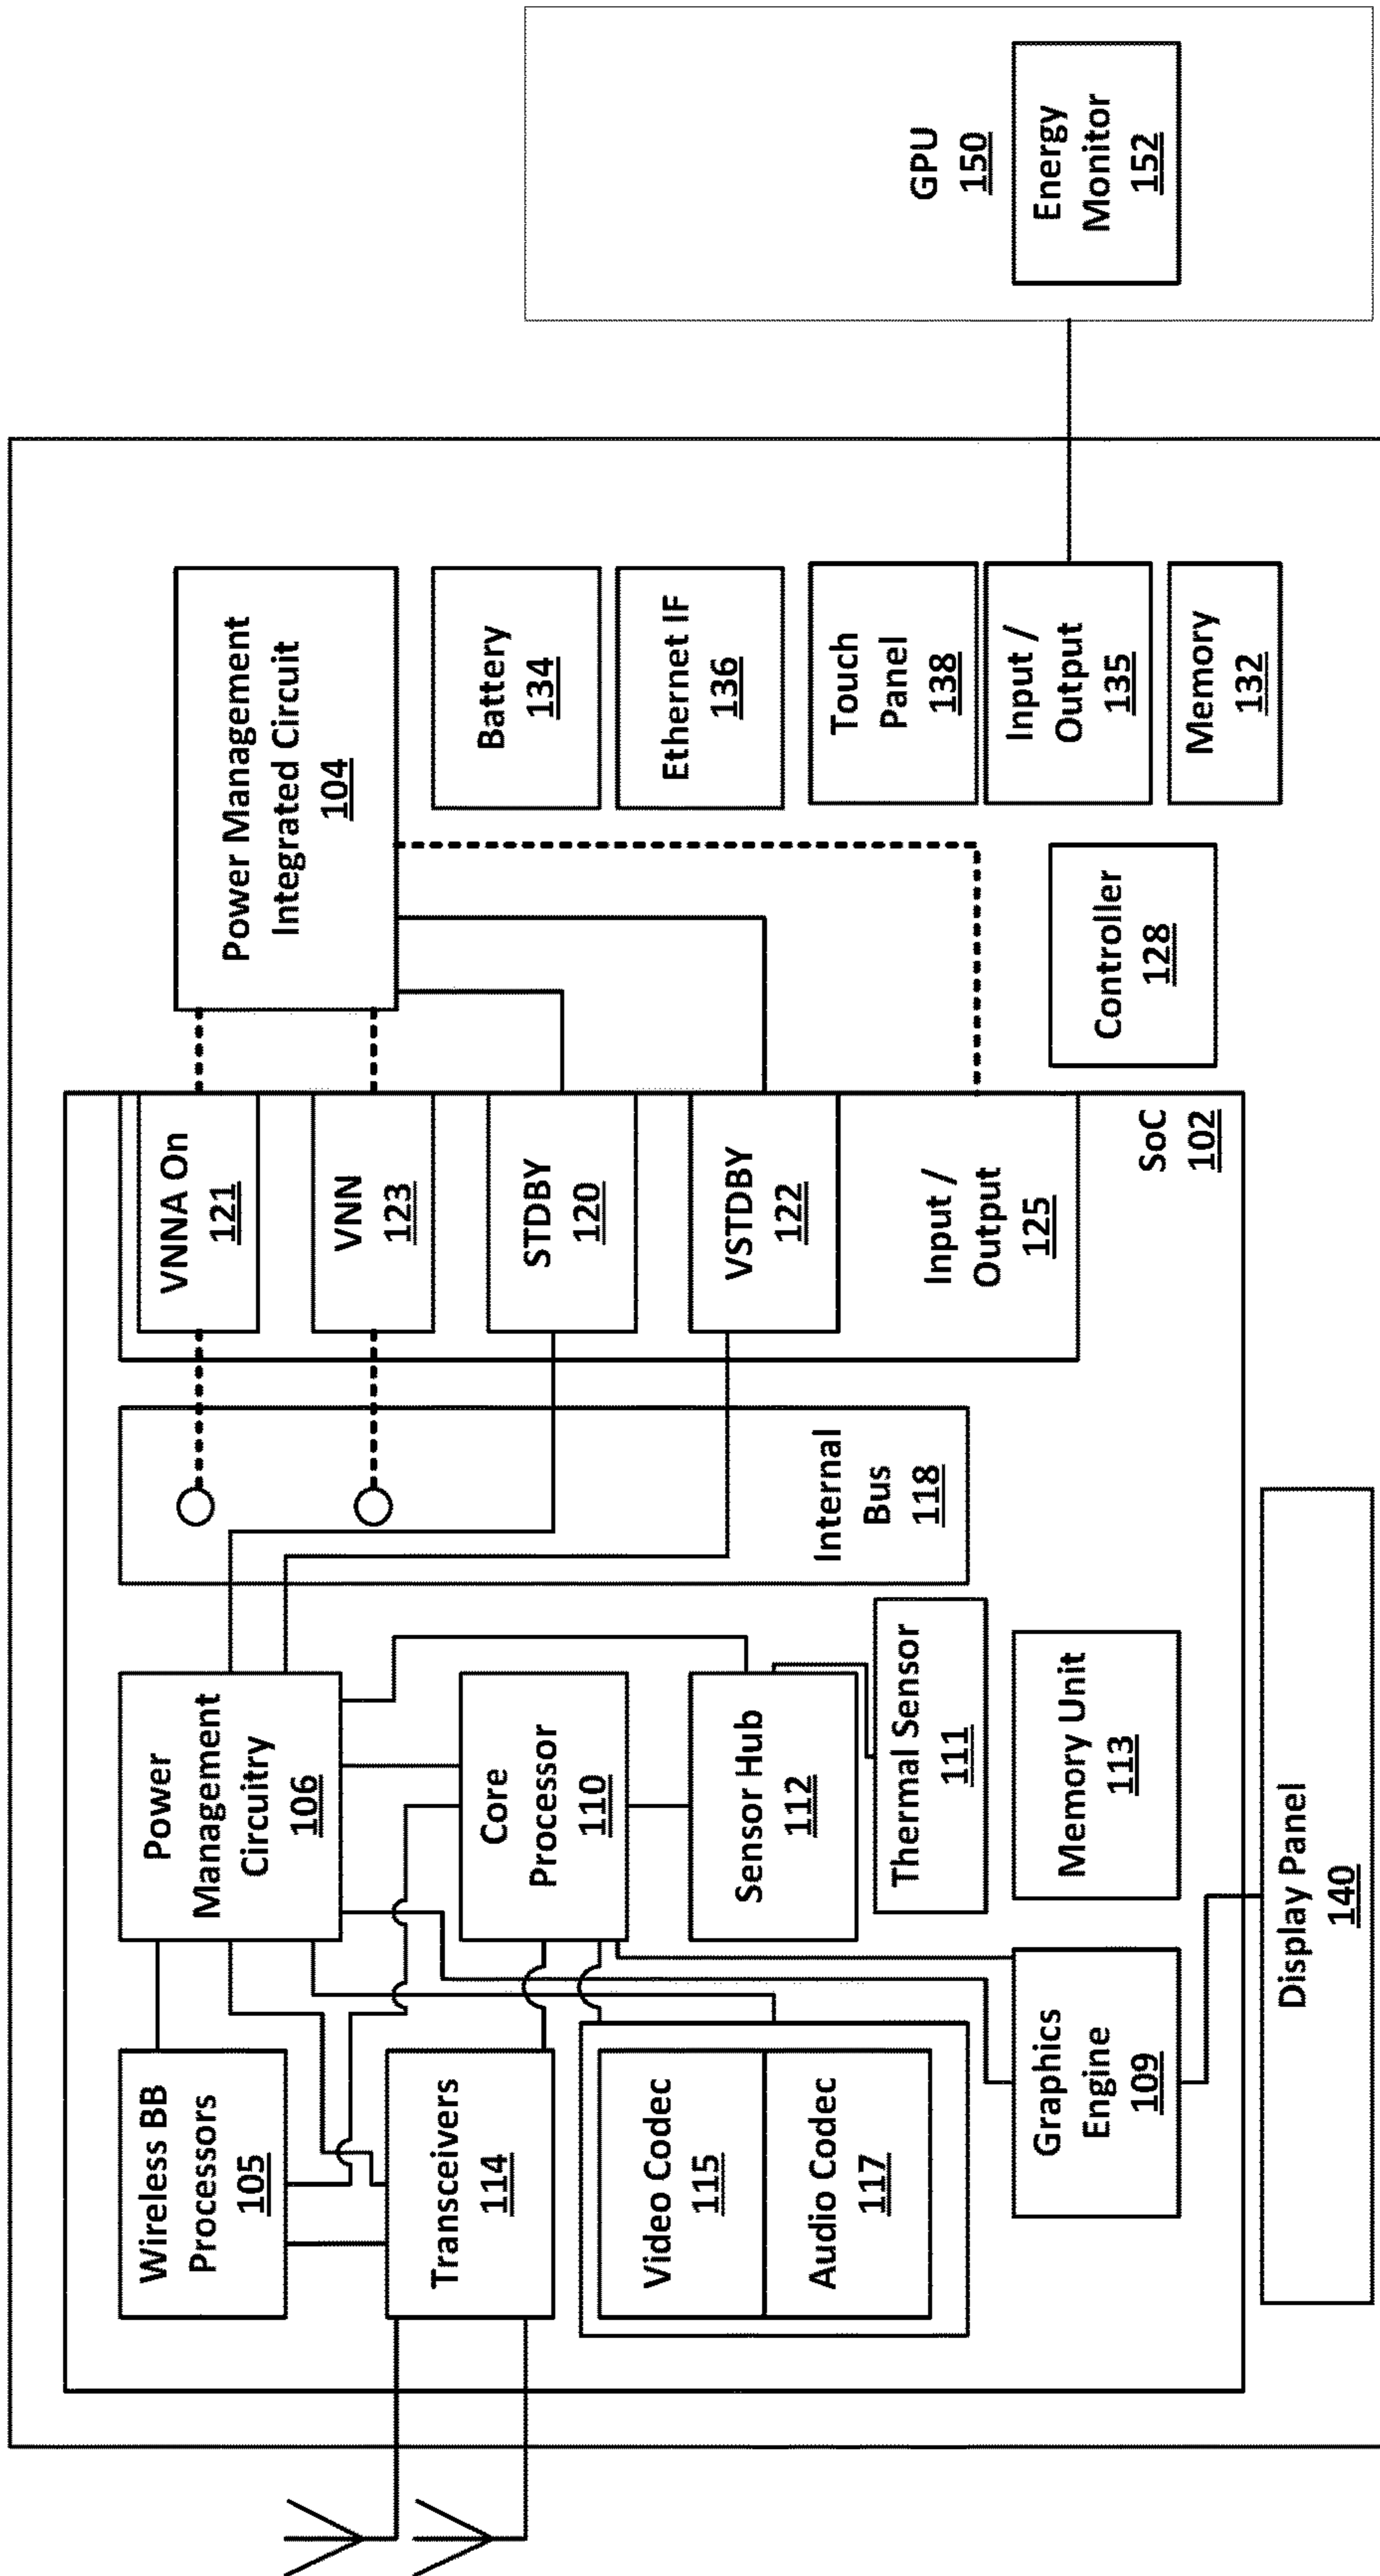 Wireless BB
Processors
105
Power
Management
Circuitry
106
VNNA On
121
Power Management
Integrated Circuit
104
VNN
123
Transceivers
114
Core
Processor
110
STDBY
120
Battery
134
Video Codec
115
Audio Codec
117
Sensor Hub
112
Thermal Sensor
111
Internal
Bus
118
VSTDBY
122
Ethernet IF
136
Input /
Output
125
Touch
Panel
138
Graphics
Engine
109
Memory Unit
113
SoC
102
Controller
128
Input /
Output
135
Memory
132
GPU
150
Energy
Monitor
152
Display Panel
140